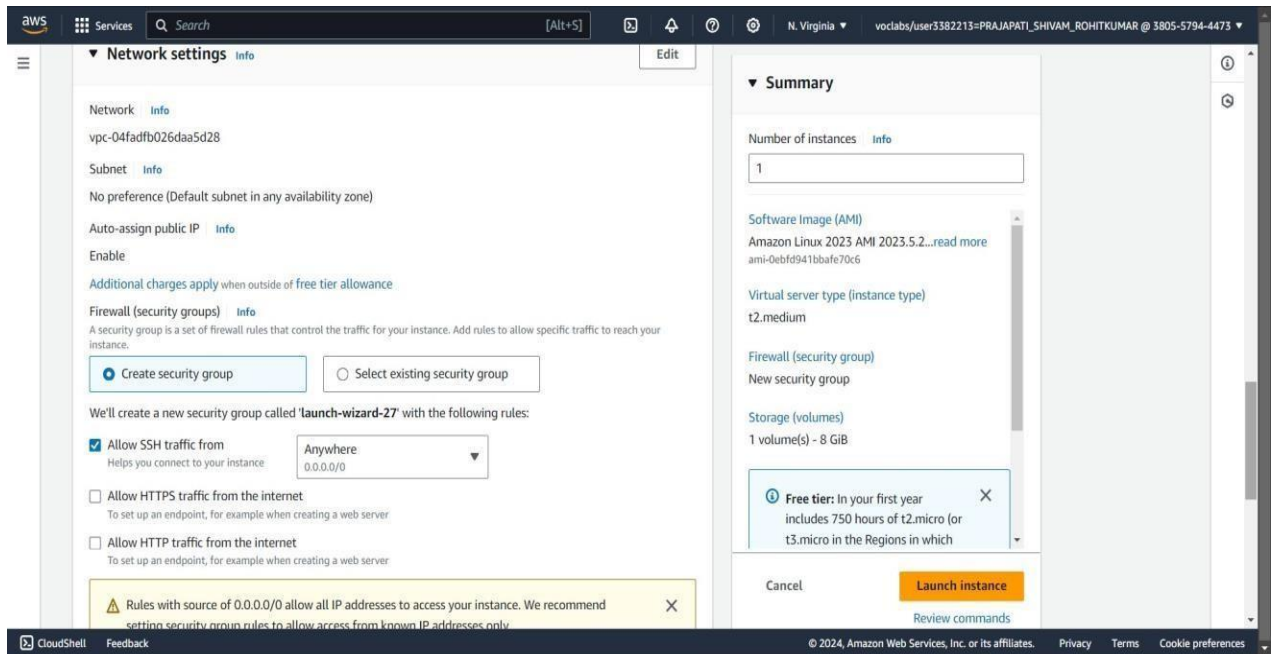 aws
Services
Search
[Alt+S]
N. Virginia ▼
voclabs/user3382213=PRAJAPATI_SHIVAM_ROHITKUMAR @ 3805-5794-4473 ▼
▼ Network settings Info
Edit
Network Info
vpc-04fadfb026daa5d28
Subnet Info
No preference (Default subnet in any availability zone)
Auto-assign public IP Info
Enable
Additional charges apply when outside of free tier allowance
Firewall (security groups) Info
A security group is a set of firewall rules that control the traffic for your instance. Add rules to allow specific traffic to reach your
instance.
Create security group
Select existing security group
We'll create a new security group called 'launch-wizard-27' with the following rules:
Allow SSH traffic from
Helps you connect to your instance
Anywhere
0.0.0.0/0
Allow HTTPS traffic from the internet
To set up an endpoint, for example when creating a web server
Allow HTTP traffic from the internet
To set up an endpoint, for example when creating a web server
Rules with source of 0.0.0.0/0 allow all IP addresses to access your instance. We recommend
setting security group rules to allow access from known IP addresses only.
▼ Summary
Number of instances Info
1
Software Image (AMI)
Amazon Linux 2023 AMI 2023.5.2...read more
ami-0ebfd941bbafe70c6
Virtual server type (instance type)
t2.medium
Firewall (security group)
New security group
Storage (volumes)
1 volume(s) - 8 GiB
Free tier: In your first year
includes 750 hours of t2.micro (or
t3.micro in the Regions in which
Cancel
Launch instance
Review commands
CloudShell
Feedback
© 2024, Amazon Web Services, Inc. or its affiliates.
Privacy
Terms
Cookie preferences